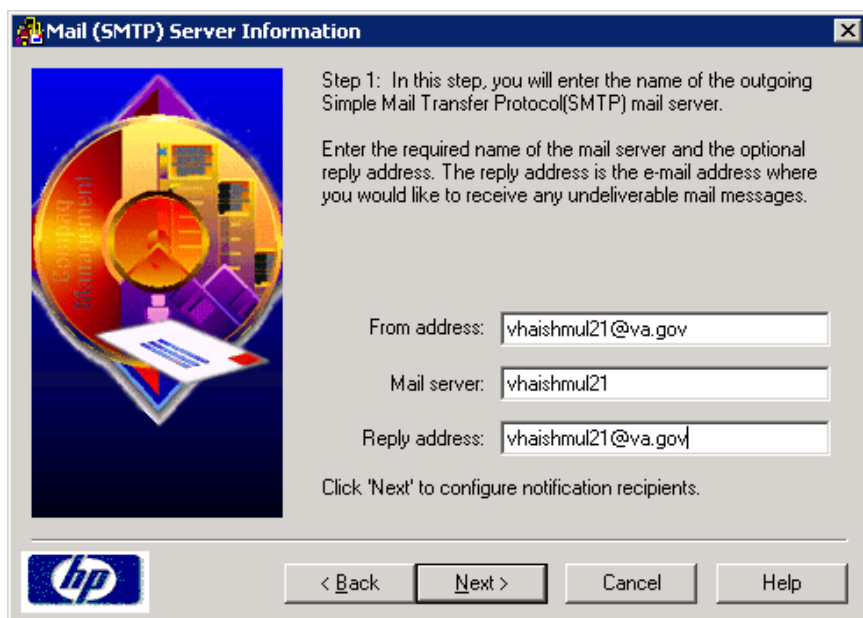 Mail (SMTP) Server Information
Step 1: In this step, you will enter the name of the outgoing
Simple Mail Transfer Protocol(SMTP) mail server.
Enter the required name of the mail server and the optional
reply address. The reply address is the e-mail address where
you would like to receive any undeliverable mail messages.
Compaq
Management
From address: vhaishmul21@va.gov
Mail server: vhaishmul21
Reply address: vhaishmul21@va.gov
Click 'Next' to configure notification recipients.
hp
< Back
Next >
Cancel
Help